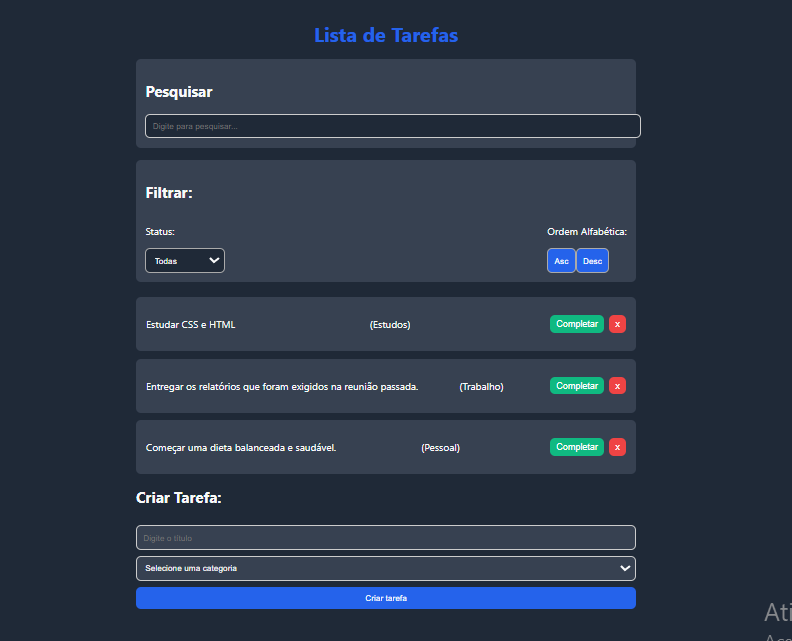 Lista de Tarefas
Pesquisar
Digite para pesquisar...
Filtrar:
Status:
Ordem Alfabética:
Todas
Asc Desc
Estudar CSS e HTML (Estudos) Completar x
Entregar os relatórios que foram exigidos na reunião passada. (Trabalho) Completar x
Começar uma dieta balanceada e saudável. (Pessoal) Completar x
Criar Tarefa:
Digite o título
Selecione uma categoria
Criar tarefa
Ati